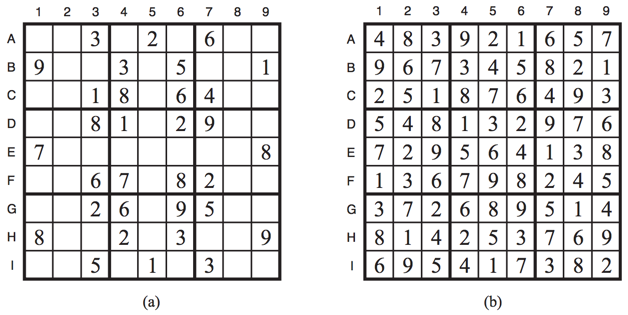 1 2 3 4 5 6 7 8 9 1 2 3 4 5 6 7 8 9
A 3 2 6 A 4 8 3 9 2 1 6 5 7
B 9 3 5 1 B 9 6 7 3 4 5 8 2 1
C 1 8 6 4 C 2 5 1 8 7 6 4 9 3
D 8 1 2 9 D 5 4 8 1 3 2 9 7 6
E 7 8 E 7 2 9 5 6 4 1 3 8
F 6 7 8 2 F 1 3 6 7 9 8 2 4 5
G 2 6 9 5 G 3 7 2 6 8 9 5 1 4
H 8 2 3 9 H 8 1 4 2 5 3 7 6 9
I 5 1 3 I 6 9 5 4 1 7 3 8 2
(a) (b)